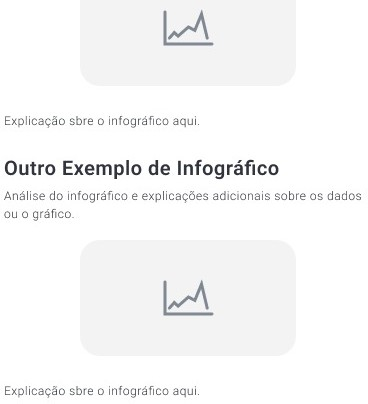 Explicação sbre o infográfico aqui.
Outro Exemplo de Infográfico
Análise do infográfico e explicações adicionais sobre os dados
ou o gráfico.
Explicação sbre o infográfico aqui.